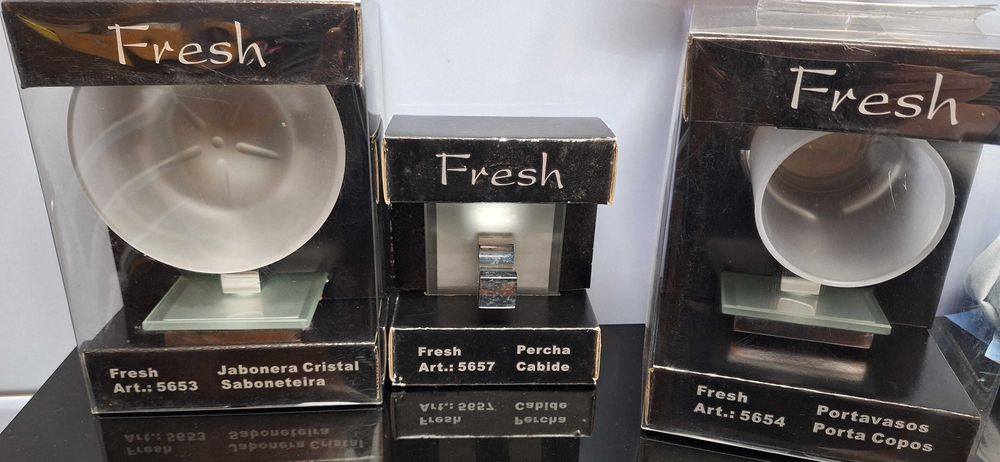 Fresh
Fresh Jabonera Cristal
Art.: 5653 Saboneteira
Fresh
Fresh Percha
Art.: 5657 Cabide
Fresh
Fresh Portavasos
Art.: 5654 Porta Copos